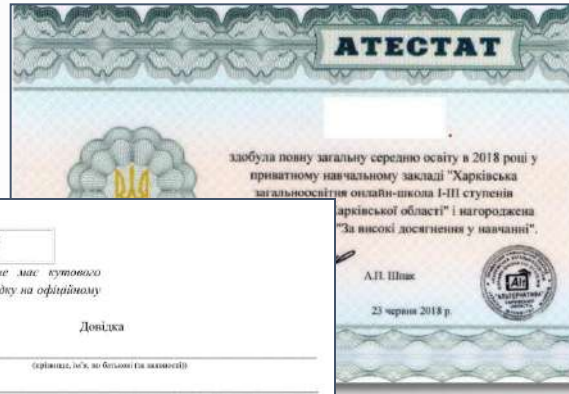 АТЕСТАТ
здобула повну загальну середню освіту в 2018 році у
приватному навчальному закладі "Харківська
загальноосвітня онлайн-школа І-ІІІ ступенів
арківської області" і нагороджена
"За високі досягнення у навчанні".
А.П. Шпак
23 червня 2018 р.
"АЛЬТЕРНАТИВА"
е має кутового
дку на офіційному
Довідка
(прізвище, ім'я, по батькові (за наявності))